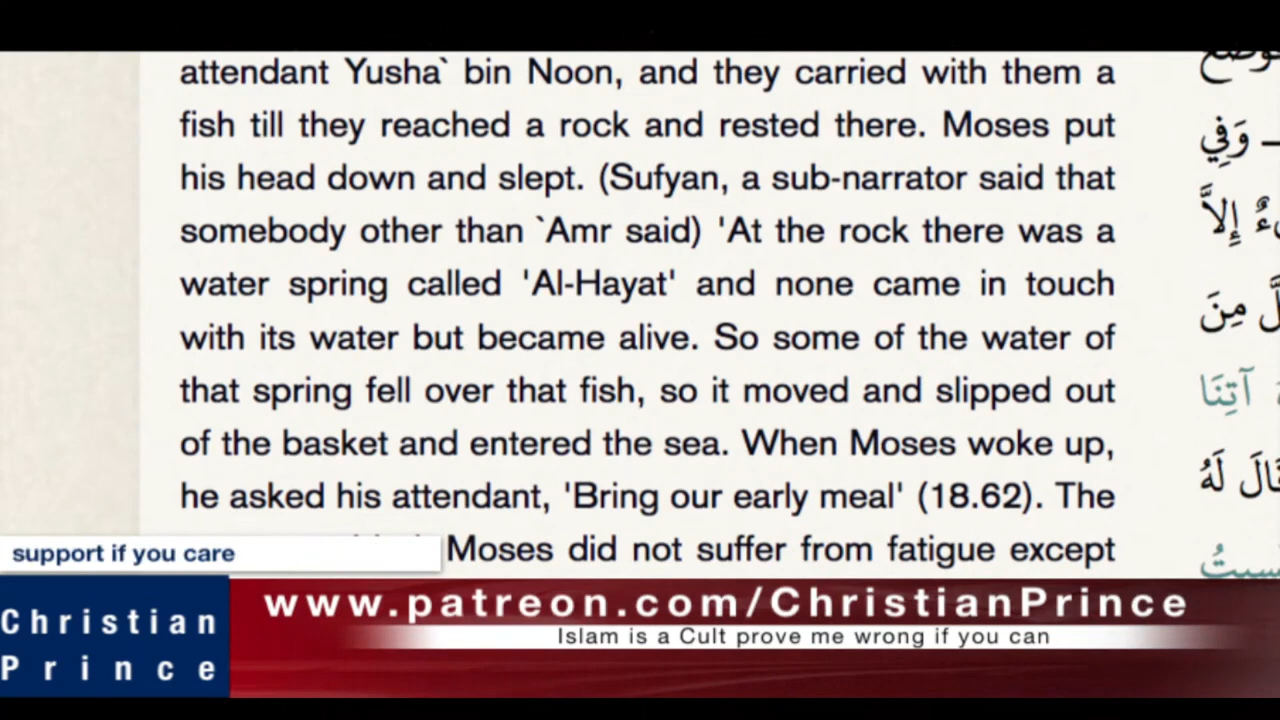 attendant Yusha` bin Noon, and they carried with them a
fish till they reached a rock and rested there. Moses put
his head down and slept. (Sufyan, a sub-narrator said that
somebody other than `Amr said) 'At the rock there was a
water spring called 'Al-Hayat' and none came in touch
with its water but became alive. So some of the water of
that spring fell over that fish, so it moved and slipped out
of the basket and entered the sea. When Moses woke up,
he asked his attendant, 'Bring our early meal' (18.62). The
Moses did not suffer from fatigue except
وَفِي
إِلاَّ
مِنَ
آتِنَا
قَالَ لَهُ
support if you care
Christian
Prince
www.patreon.com/ChristianPrince
Islam is a Cult prove me wrong if you can